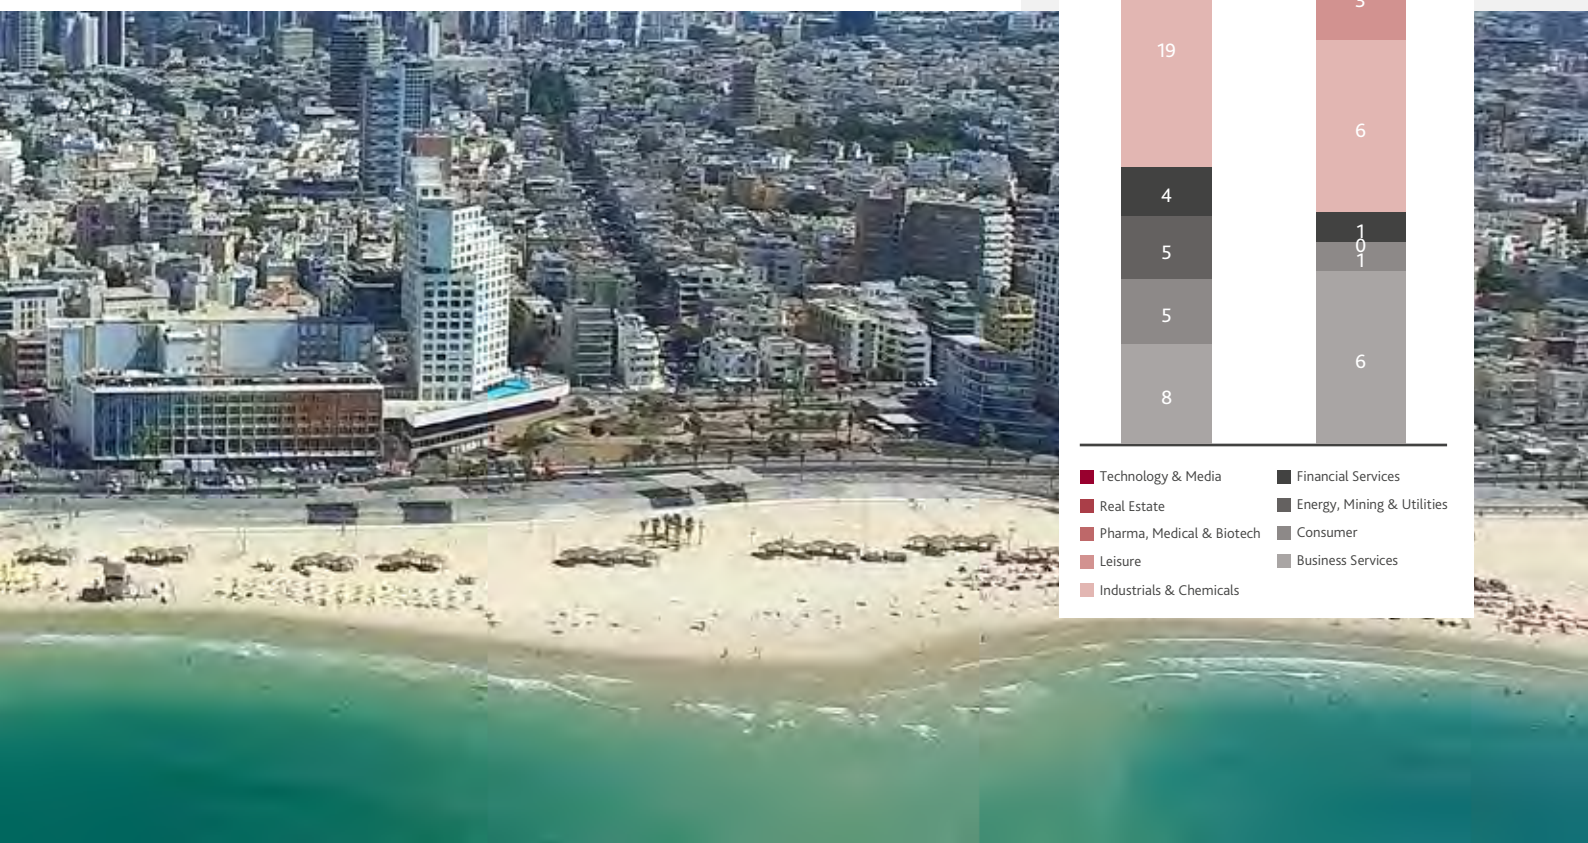 19
6
4
1
0
5
1
5
6
8
Technology & Media
Financial Services
Real Estate
Energy, Mining & Utilities
Pharma, Medical & Biotech
Consumer
Leisure
Business Services
Industrials & Chemicals